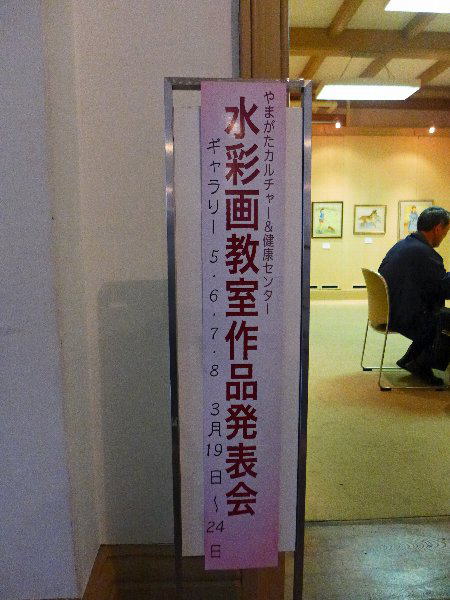 やまがたカルチャー&健康センター
水彩画教室作品発表会
ギャラリー 5.6.7.8 3月19日～24日